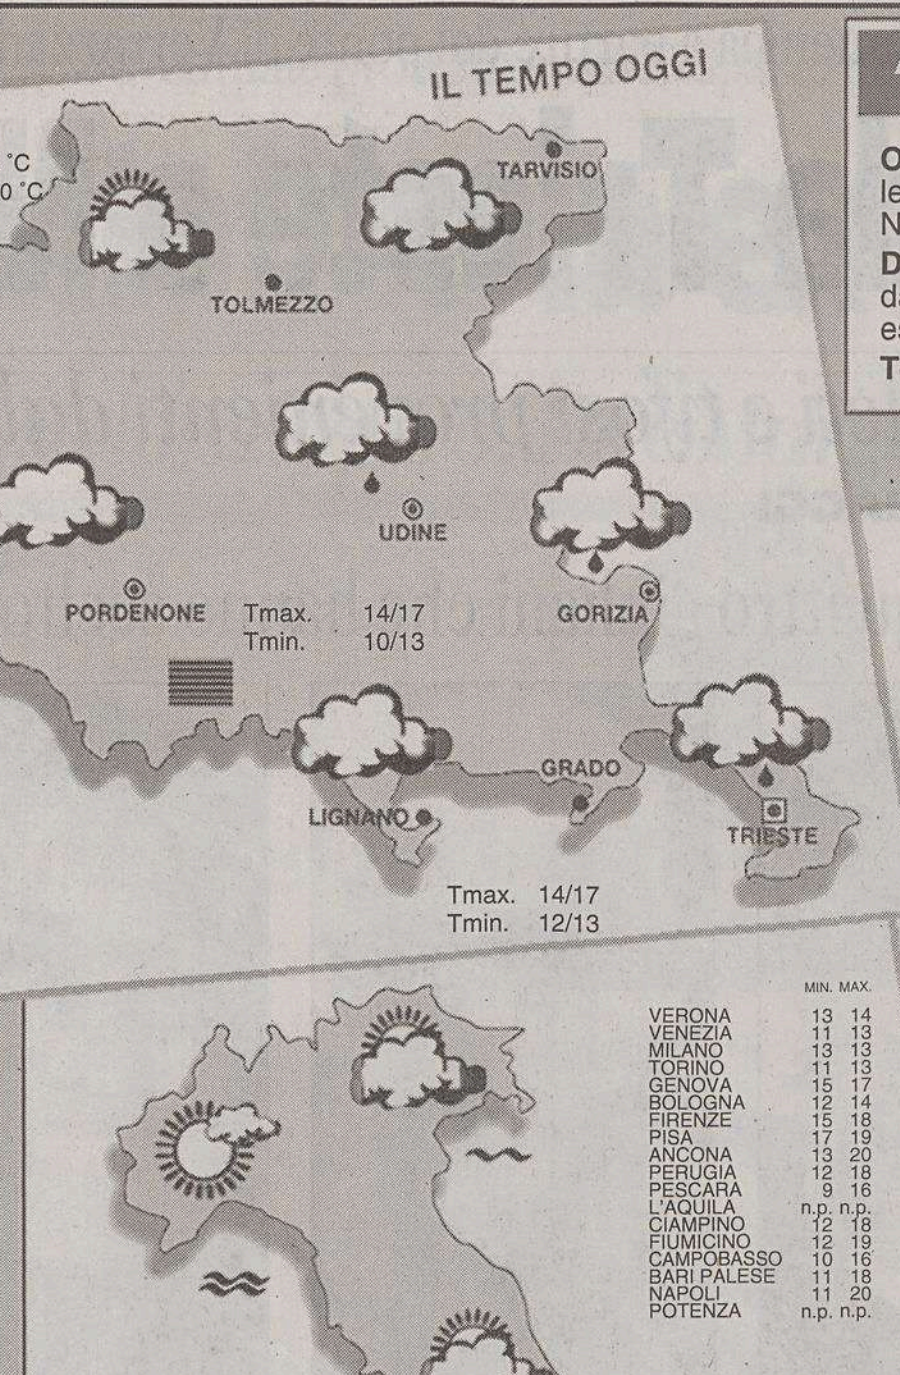 IL TEMPO OGGI
°C
0 °C
TARVISIO
TOLMEZZO
UDINE
PORDENONE
Tmax. 14/17
Tmin. 10/13
GORIZIA
GRADO
LIGNANO
TRIESTE
Tmax. 14/17
Tmin. 12/13
O
le
N
D
da
es
T
MIN. MAX.
VERONA 13 14
VENEZIA 11 13
MILANO 13 13
TORINO 11 13
GENOVA 15 17
BOLOGNA 12 14
FIRENZE 15 18
PISA 17 19
ANCONA 13 20
PERUGIA 12 18
PESCARA 9 16
L'AQUILA n.p. n.p.
CIAMPINO 12 18
FIUMICINO 12 19
CAMPOBASSO 10 16
BARI PALESE 11 18
NAPOLI 11 20
POTENZA n.p. n.p.